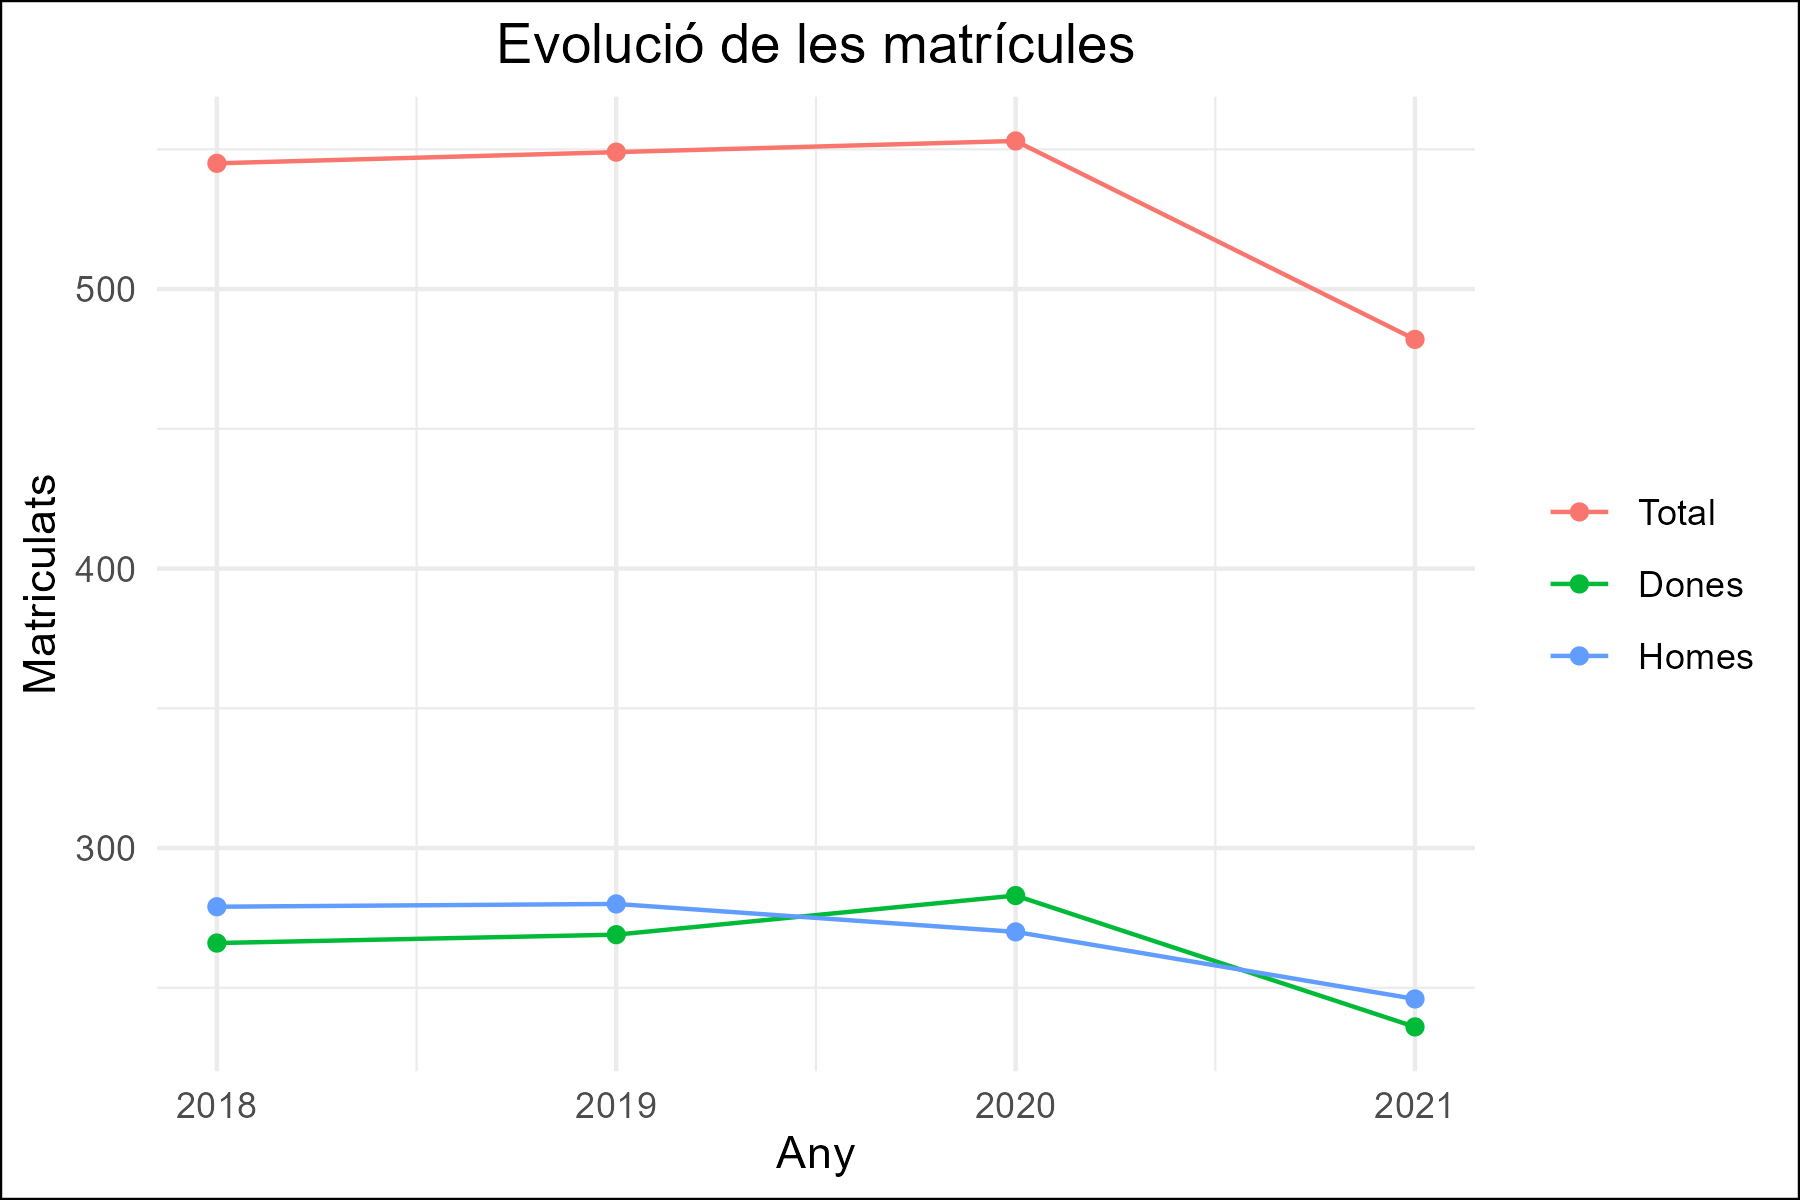 Evolució de les matrícules
Matriculats
500
400
300
2018 2019 2020 2021
Any
Total
Dones
Homes